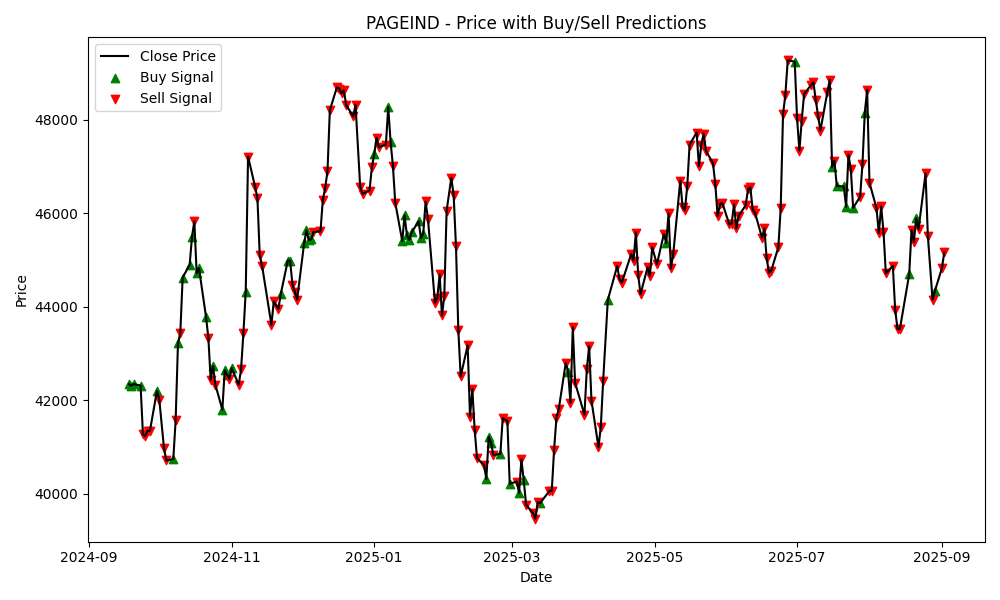 PAGEIND - Price with Buy/Sell Predictions
Close Price
Buy Signal
Sell Signal
Price
48000
46000
44000
42000
40000
2024-09
2024-11
2025-01
2025-03
2025-05
2025-07
2025-09
Date